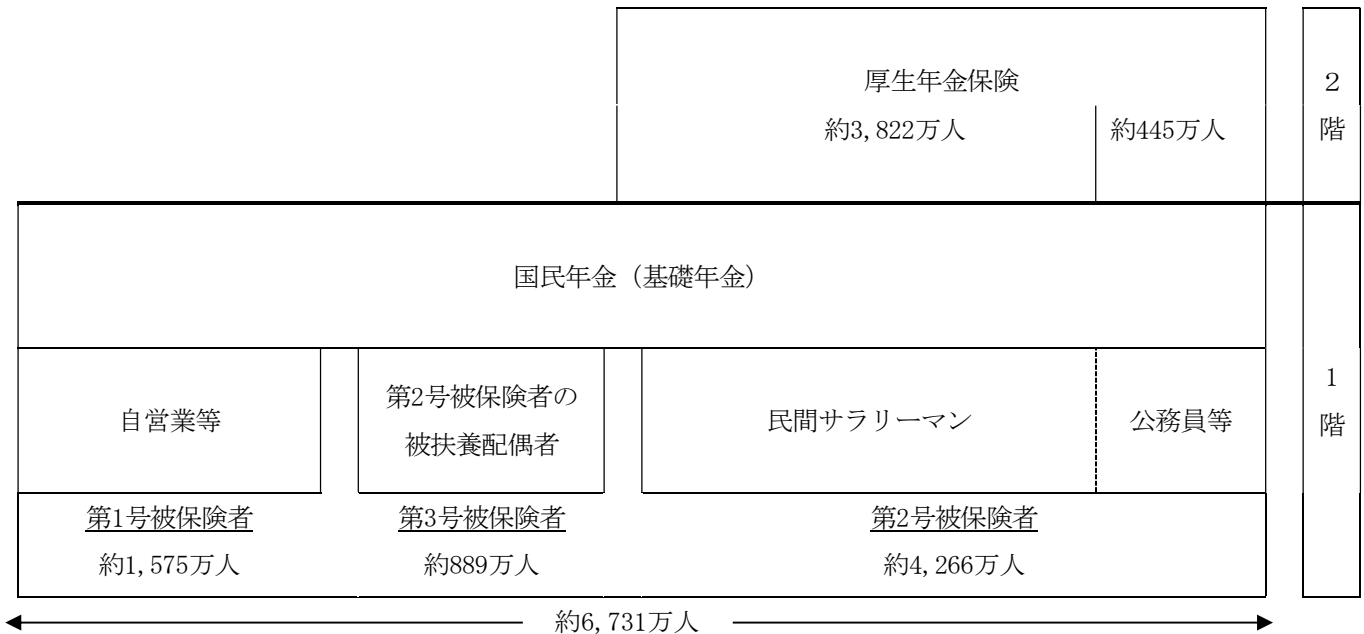 厚生年金保険
約3,822万人
約445万人
2
階
国民年金（基礎年金）
自営業等
第2号被保険者の
被扶養配偶者
民間サラリーマン
公務員等
1
階
第1号被保険者
第3号被保険者
第2号被保険者
約1,575万人
約889万人
約4,266万人
約6,731万人